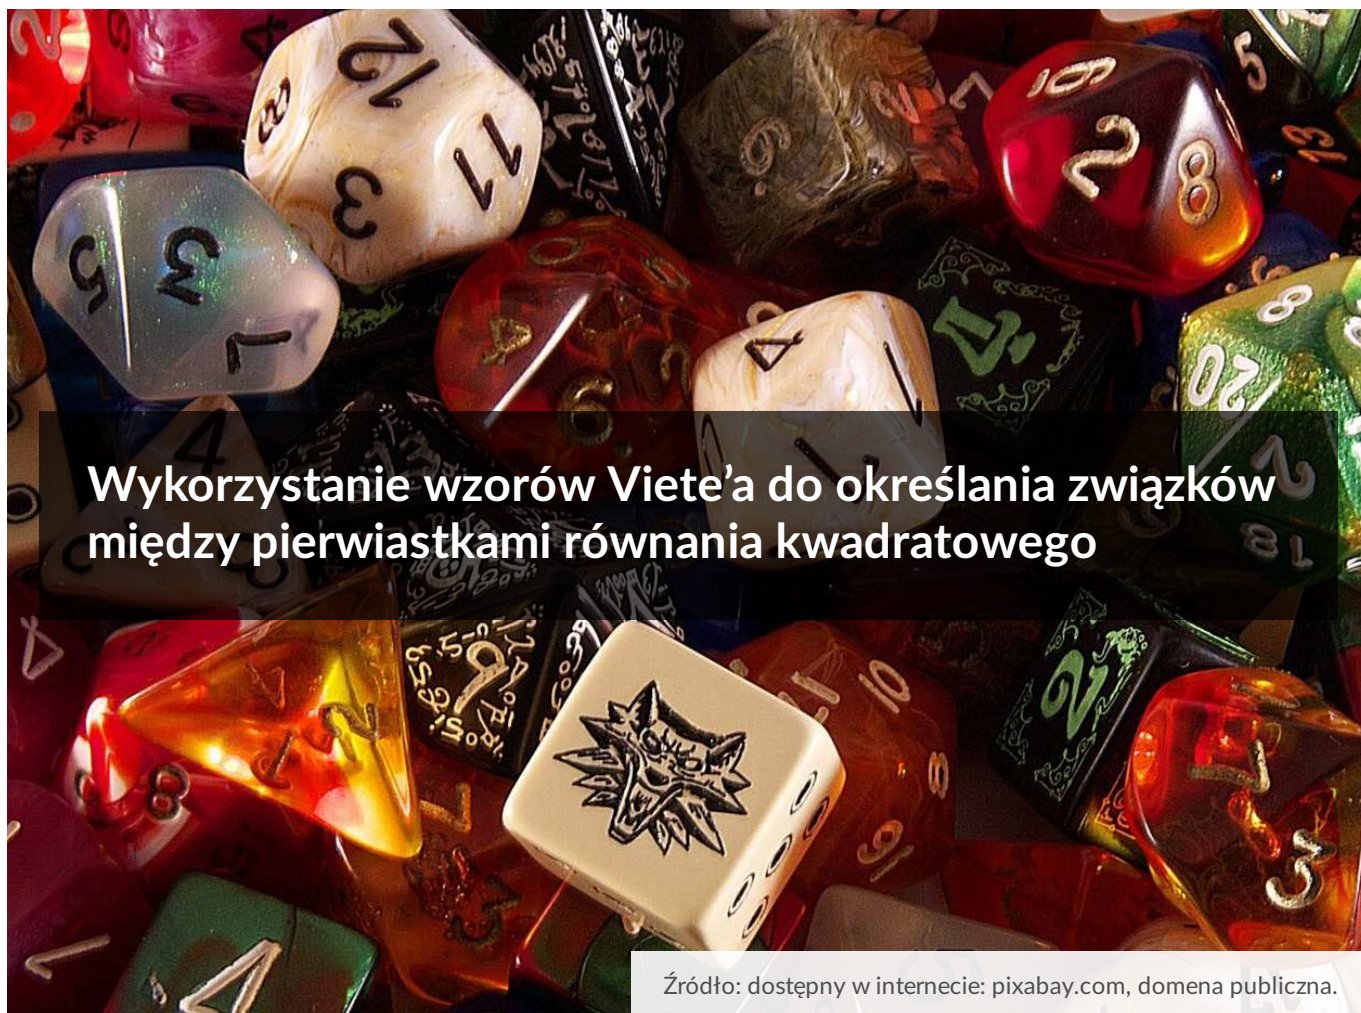 Wykorzystanie wzorów Viete’a do określania związków
między pierwiastkami równania kwadratowego
Źródło: dostępny w internecie: pixabay.com, domena publiczna.